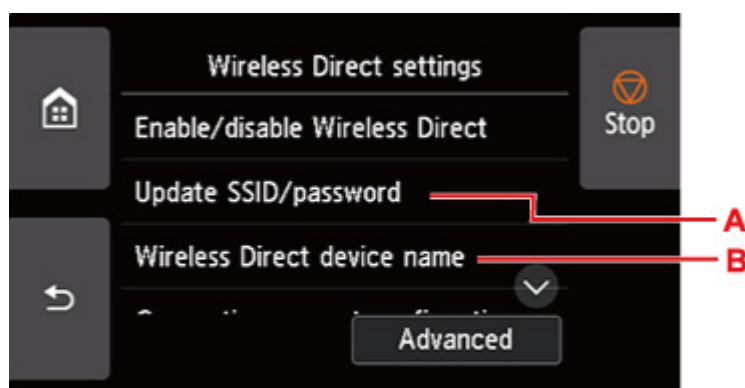 Wireless Direct settings
Stop
Enable/disable Wireless Direct
Update SSID/password
A
Wireless Direct device name
B
Advanced